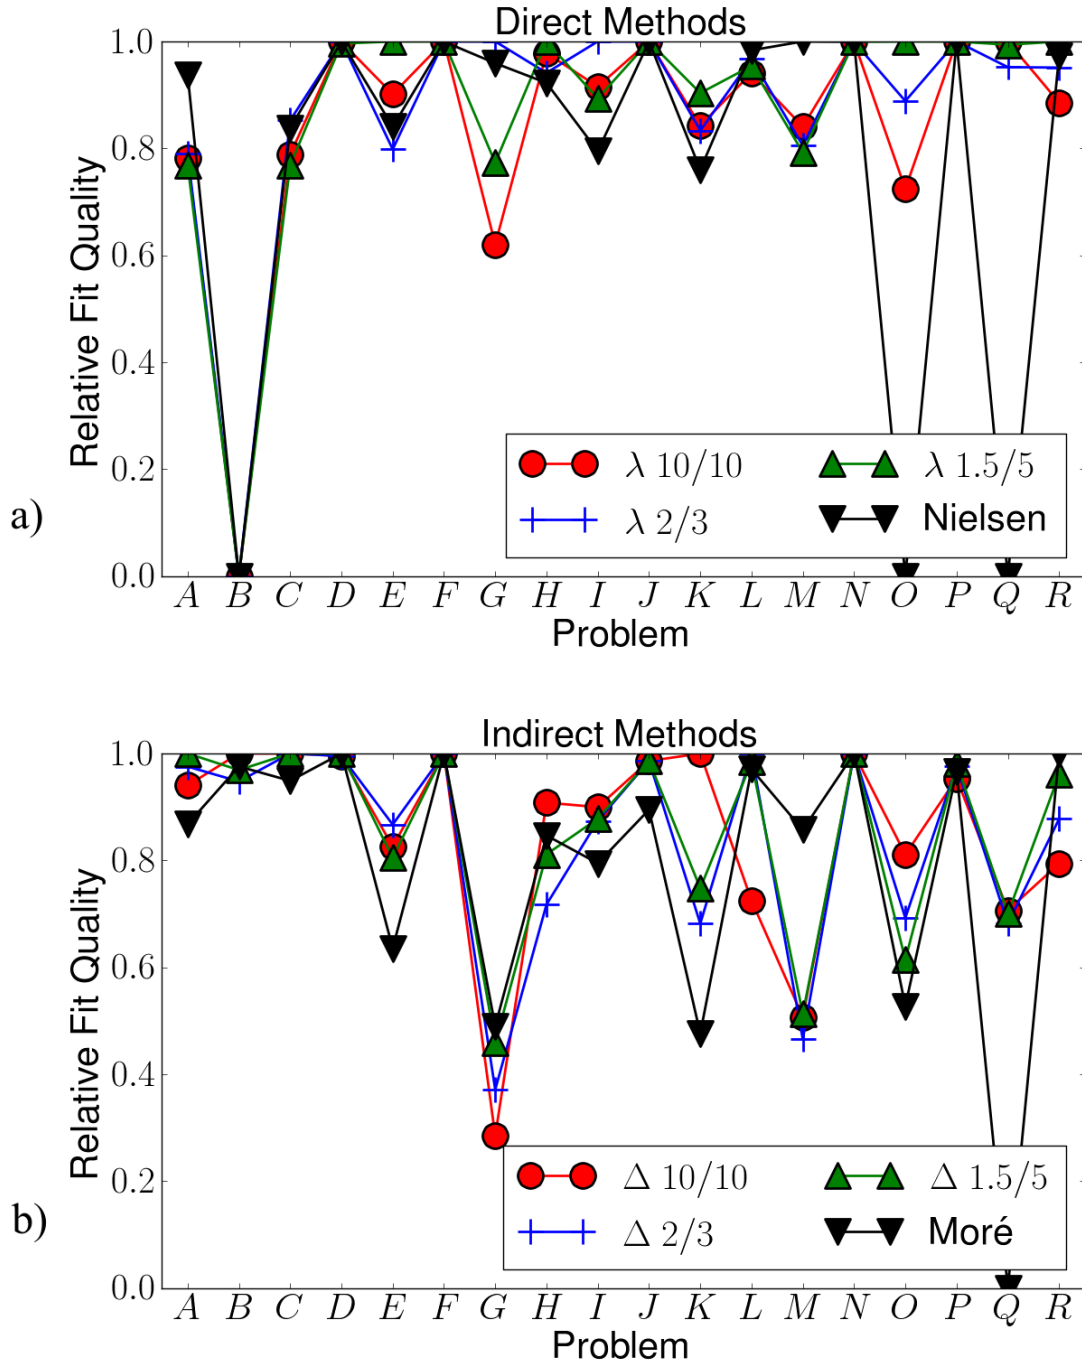 Direct Methods
1.0
0.8
0.6
0.4
0.2
0.0
Relative Fit Quality
a)
λ 10/10
λ 1.5/5
λ 2/3
Nielsen
A B C D E F G H I J K L M N O P Q R
Problem
Indirect Methods
1.0
0.8
0.6
0.4
0.2
0.0
Relative Fit Quality
b)
Δ 10/10
Δ 1.5/5
Δ 2/3
Moré
A B C D E F G H I J K L M N O P Q R
Problem